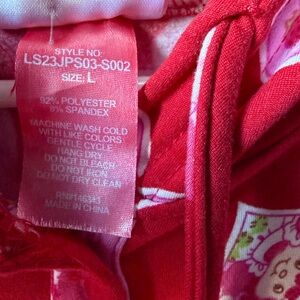 STYLE NO:
LS23JPS03-S002
SIZE: L
92% POLYESTER
8% SPANDEX
MACHINE WASH COLD
WITH LIKE COLORS
GENTLE CYCLE
HANG DRY
DO NOT BLEACH
DO NOT IRON
DO NOT DRY CLEAN
MADE IN CHINA